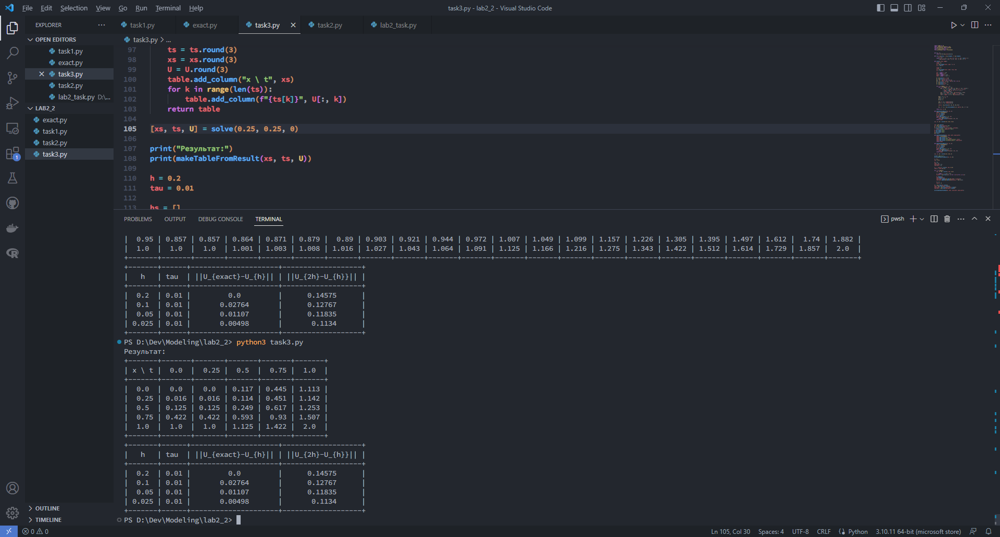 File Edit Selection View Go Run Terminal Help
task3.py - lab2_2 - Visual Studio Code
EXPLORER
OPEN EDITORS
task1.py
exact.py
task3.py
task2.py
lab2_task.py D:\...
LAB2_2
exact.py
task1.py
task2.py
task3.py
OUTLINE
TIMELINE
1
task1.py exact.py task3.py task2.py lab2_task.py
task3.py > ...
97 ts = ts.round(3)
98 xs = xs.round(3)
99 U = U.round(3)
100 table.add_column("x \ t", xs)
101 for k in range(len(ts)):
102 table.add_column(f"{ts[k]}", U[:, k])
103 return table
104
105 [xs, ts, U] = solve(0.25, 0.25, 0)
106
107 print("Результат:")
108 print(makeTableFromResult(xs, ts, U))
109
110 h = 0.2
111 tau = 0.01
112
113 hs = []
PROBLEMS OUTPUT DEBUG CONSOLE TERMINAL
pwsh
| 0.95 | 0.857 | 0.857 | 0.864 | 0.871 | 0.879 | 0.89 | 0.903 | 0.921 | 0.944 | 0.972 | 1.007 | 1.049 | 1.099 | 1.157 | 1.226 | 1.305 | 1.395 | 1.497 | 1.612 | 1.74 | 1.882 |
| 1.0 | 1.0 | 1.0 | 1.001 | 1.003 | 1.008 | 1.016 | 1.027 | 1.043 | 1.064 | 1.091 | 1.125 | 1.166 | 1.216 | 1.275 | 1.343 | 1.422 | 1.512 | 1.614 | 1.729 | 1.857 | 2.0 |
+-------+-------+-------+-------+-------+-------+-------+-------+-------+-------+-------+-------+-------+-------+-------+-------+-------+-------+-------+-------+-------+-------+
+-------+------+---------------------+-------------------+
| h | tau | ||U_{exact}-U_{h}|| | ||U_{2h}-U_{h}}|| |
+-------+------+---------------------+-------------------+
| 0.2 | 0.01 | 0.0 | 0.14575 |
| 0.1 | 0.01 | 0.02764 | 0.12767 |
| 0.05 | 0.01 | 0.01107 | 0.11835 |
| 0.025 | 0.01 | 0.00498 | 0.1134 |
+-------+------+---------------------+-------------------+
PS D:\Dev\Modeling\lab2_2> python3 task3.py
Результат:
+-------+-------+-------+-------+-------+-------+
| x \ t | 0.0 | 0.25 | 0.5 | 0.75 | 1.0 |
+-------+-------+-------+-------+-------+-------+
| 0.0 | 0.0 | 0.0 | 0.117 | 0.445 | 1.113 |
| 0.25 | 0.016 | 0.016 | 0.114 | 0.451 | 1.142 |
| 0.5 | 0.125 | 0.125 | 0.249 | 0.617 | 1.253 |
| 0.75 | 0.422 | 0.422 | 0.593 | 0.93 | 1.507 |
| 1.0 | 1.0 | 1.0 | 1.125 | 1.422 | 2.0 |
+-------+-------+-------+-------+-------+-------+
+-------+------+---------------------+-------------------+
| h | tau | ||U_{exact}-U_{h}|| | ||U_{2h}-U_{h}}|| |
+-------+------+---------------------+-------------------+
| 0.2 | 0.01 | 0.0 | 0.14575 |
| 0.1 | 0.01 | 0.02764 | 0.12767 |
| 0.05 | 0.01 | 0.01107 | 0.11835 |
| 0.025 | 0.01 | 0.00498 | 0.1134 |
+-------+------+---------------------+-------------------+
PS D:\Dev\Modeling\lab2_2>
0 0 Ln 105, Col 30 Spaces: 4 UTF-8 CRLF Python 3.10.11 64-bit (microsoft store)